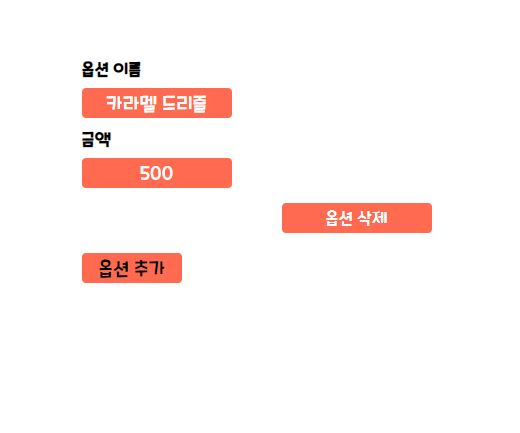 옵션 이름
카라멜 드리즐
금액
500
옵션 삭제
옵션 추가